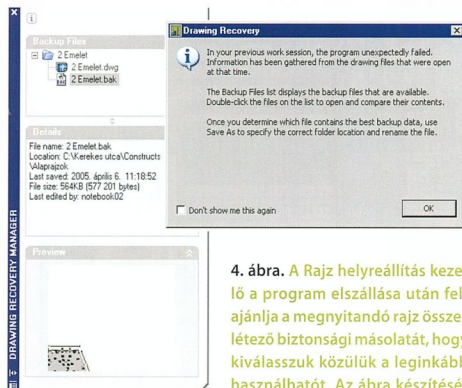 Drawing Recovery
In your previous work session, the program unexpectedly failed.
Information has been gathered from the drawing files that were open
at that time.
The Backup Files list displays the backup files that are available.
Double-click the files on the list to open and compare their contents.
Once you determine which file contains the best backup data, use
Save As to specify the correct folder location and rename the file.
Don't show me this again
OK
Backup Files
2 Emelet
2 Emelet.dwg
2 Emelet.bak
Details
File name: 2 Emelet.bak
Location: C:\Kerekes utca\Constructs
\Alaprajzok
Last saved: 2005. április 6. 11:18:52
File size: 564KB (577 201 bytes)
Last edited by: notebook02
Preview
DRAWING RECOVERY MANAGER
4. ábra. A Rajz helyreállítás keze
lő a program elszállása után fel
ajánlja a megnyitandó rajz össze
létező biztonsági másolatát, hogy
kiválasszuk közülük a leginkább
használhatót. Az ábra készítésé